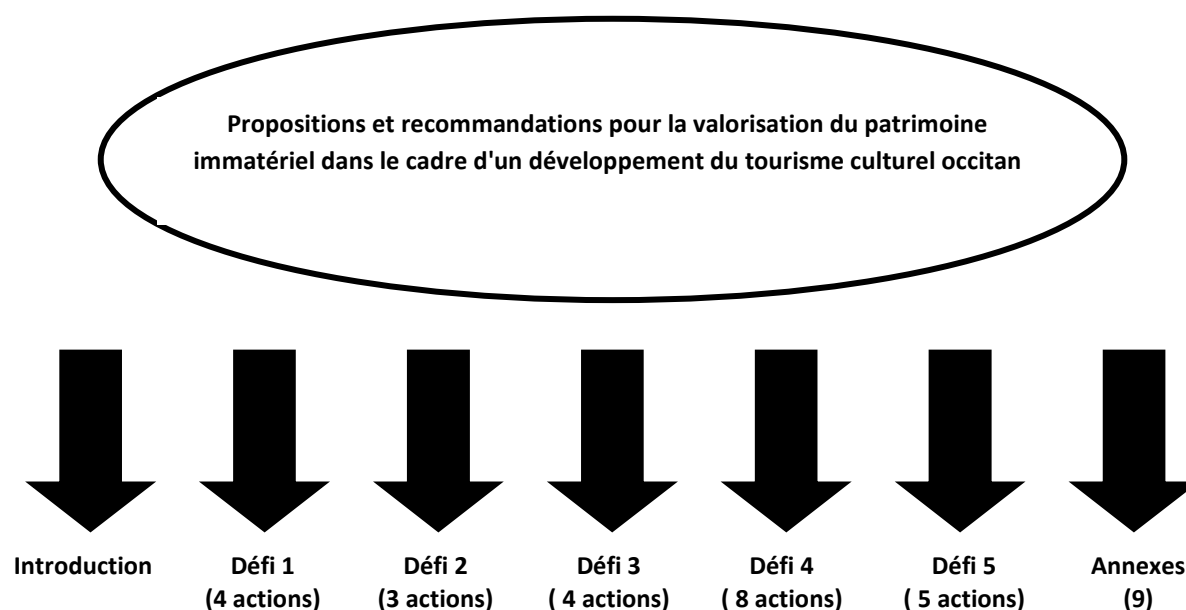 Propositions et recommandations pour la valorisation du patrimoine
immatériel dans le cadre d'un développement du tourisme culturel occitan
Introduction Défi 1 Défi 2 Défi 3 Défi 4 Défi 5 Annexes
(4 actions) (3 actions) ( 4 actions) ( 8 actions) ( 5 actions) (9)